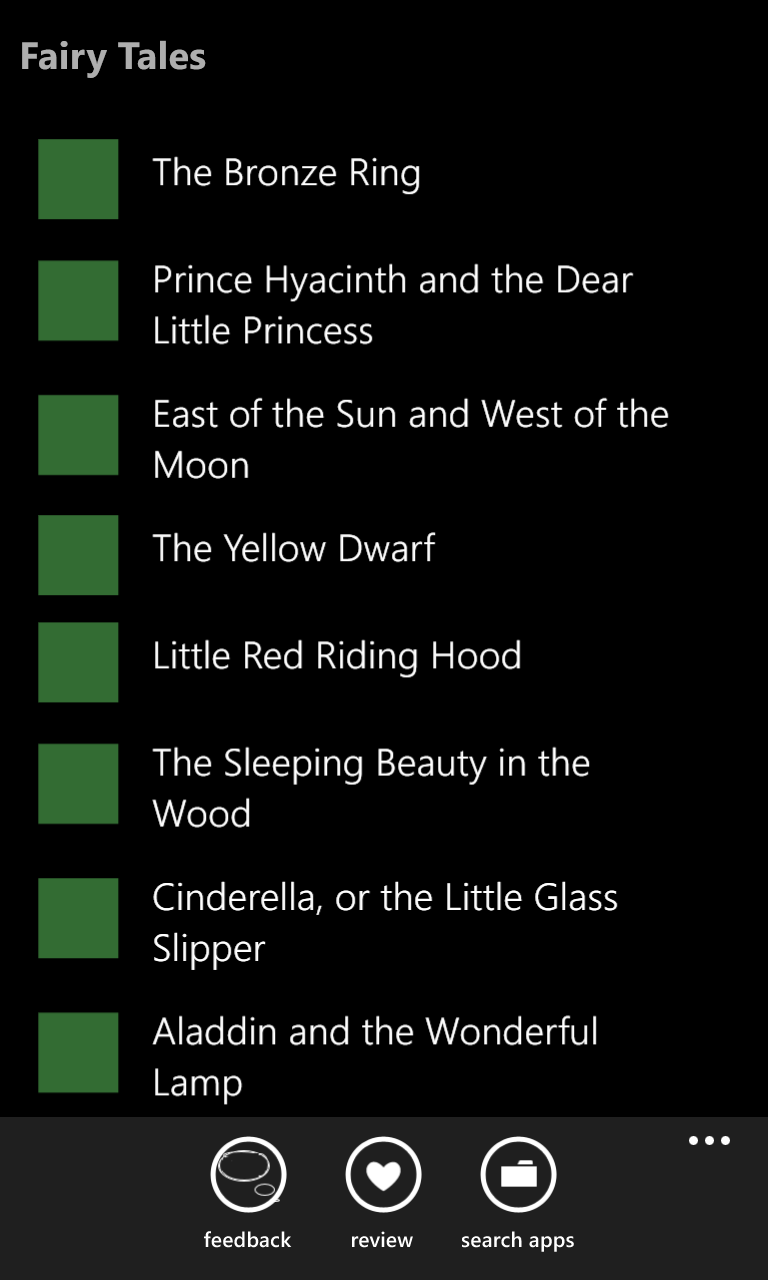 Fairy Tales
The Bronze Ring
Prince Hyacinth and the Dear
Little Princess
East of the Sun and West of the
Moon
The Yellow Dwarf
Little Red Riding Hood
The Sleeping Beauty in the
Wood
Cinderella, or the Little Glass
Slipper
Aladdin and the Wonderful
Lamp
feedback
review
search apps